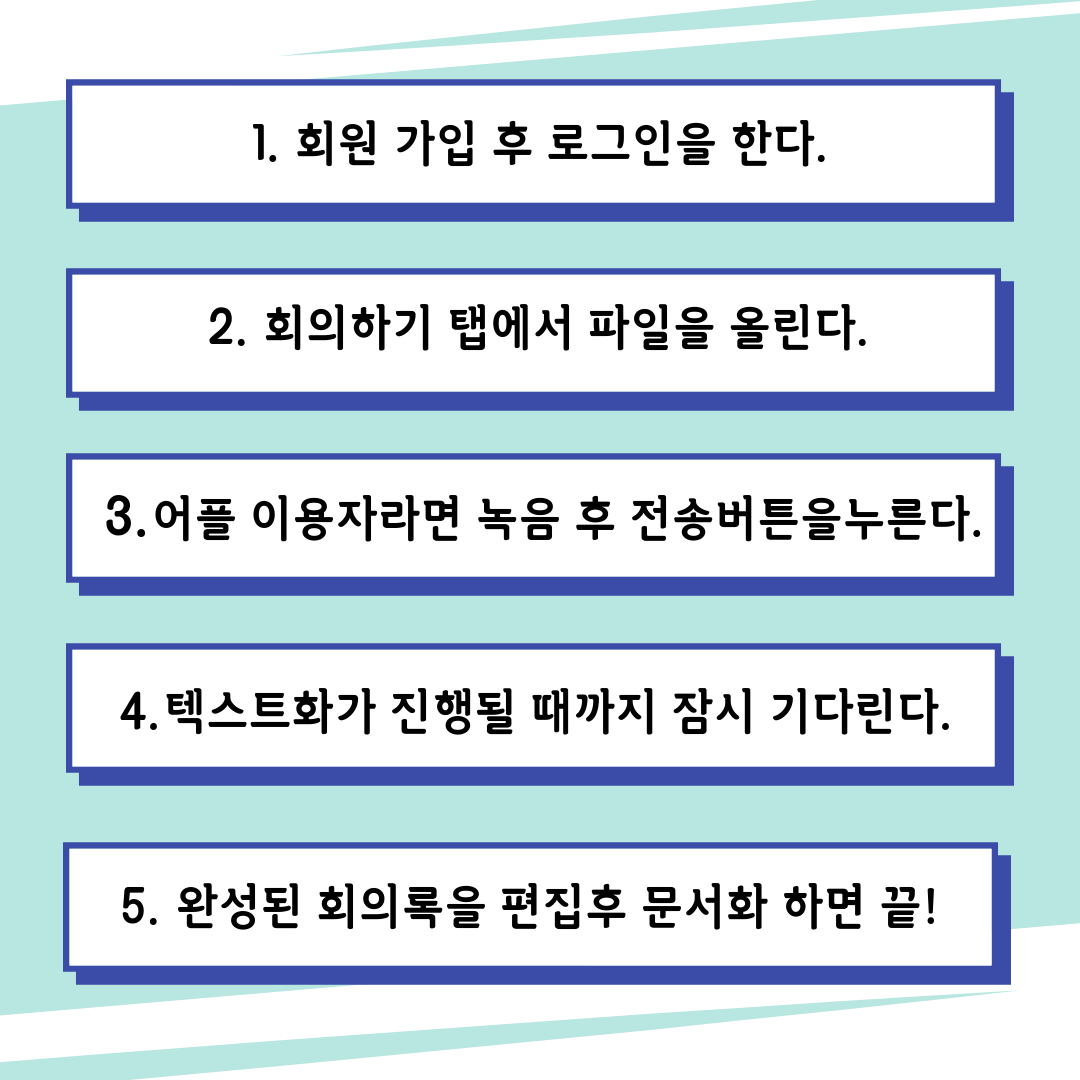 1. 회원 가입 후 로그인을 한다.
2. 회의하기 탭에서 파일을 올린다.
3.어플 이용자라면 녹음 후 전송버튼을누른다.
4.텍스트화가 진행될 때까지 잠시 기다린다.
5. 완성된 회의록을 편집후 문서화 하면 끝!